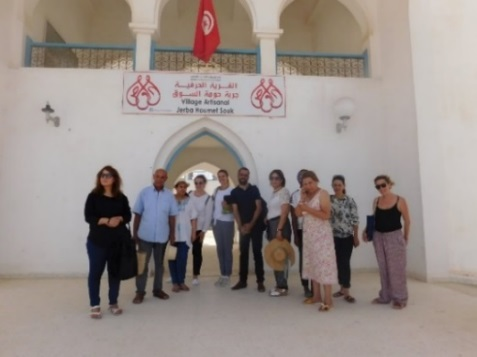 القرية الحرفية
جربة حومة السوق
Village Artisanal
Jerba Houmet Souk